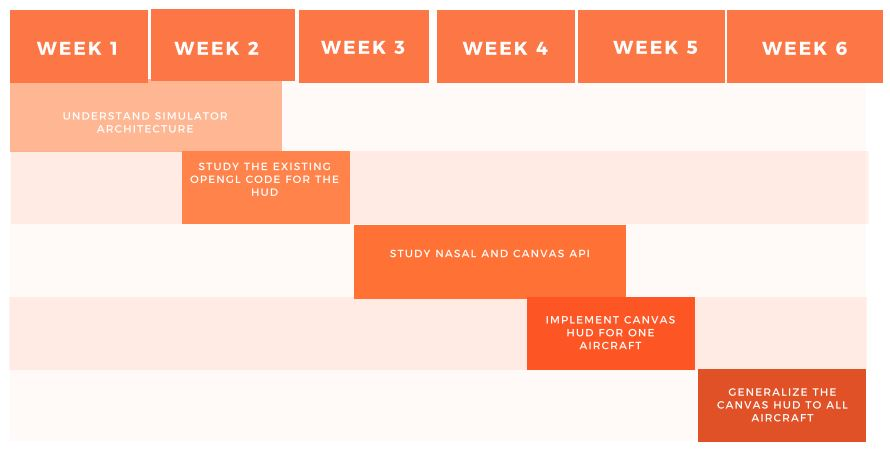 WEEK 1
WEEK 2
WEEK 3
WEEK 4
WEEK 5
WEEK 6
UNDERSTAND SIMULATOR
ARCHITECTURE
STUDY THE EXISTING
OPENGL CODE FOR THE
HUD
STUDY NASAL AND CANVAS API
IMPLEMENT CANVAS
HUD FOR ONE
AIRCRAFT
GENERALIZE THE
CANVAS HUD TO ALL
AIRCRAFT